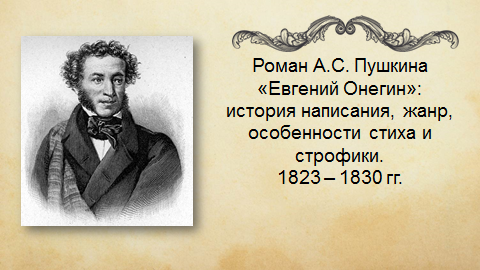 Роман А.С. Пушкина
«Евгений Онегин»:
история написания, жанр,
особенности стиха и
строфики.
1823 – 1830 гг.